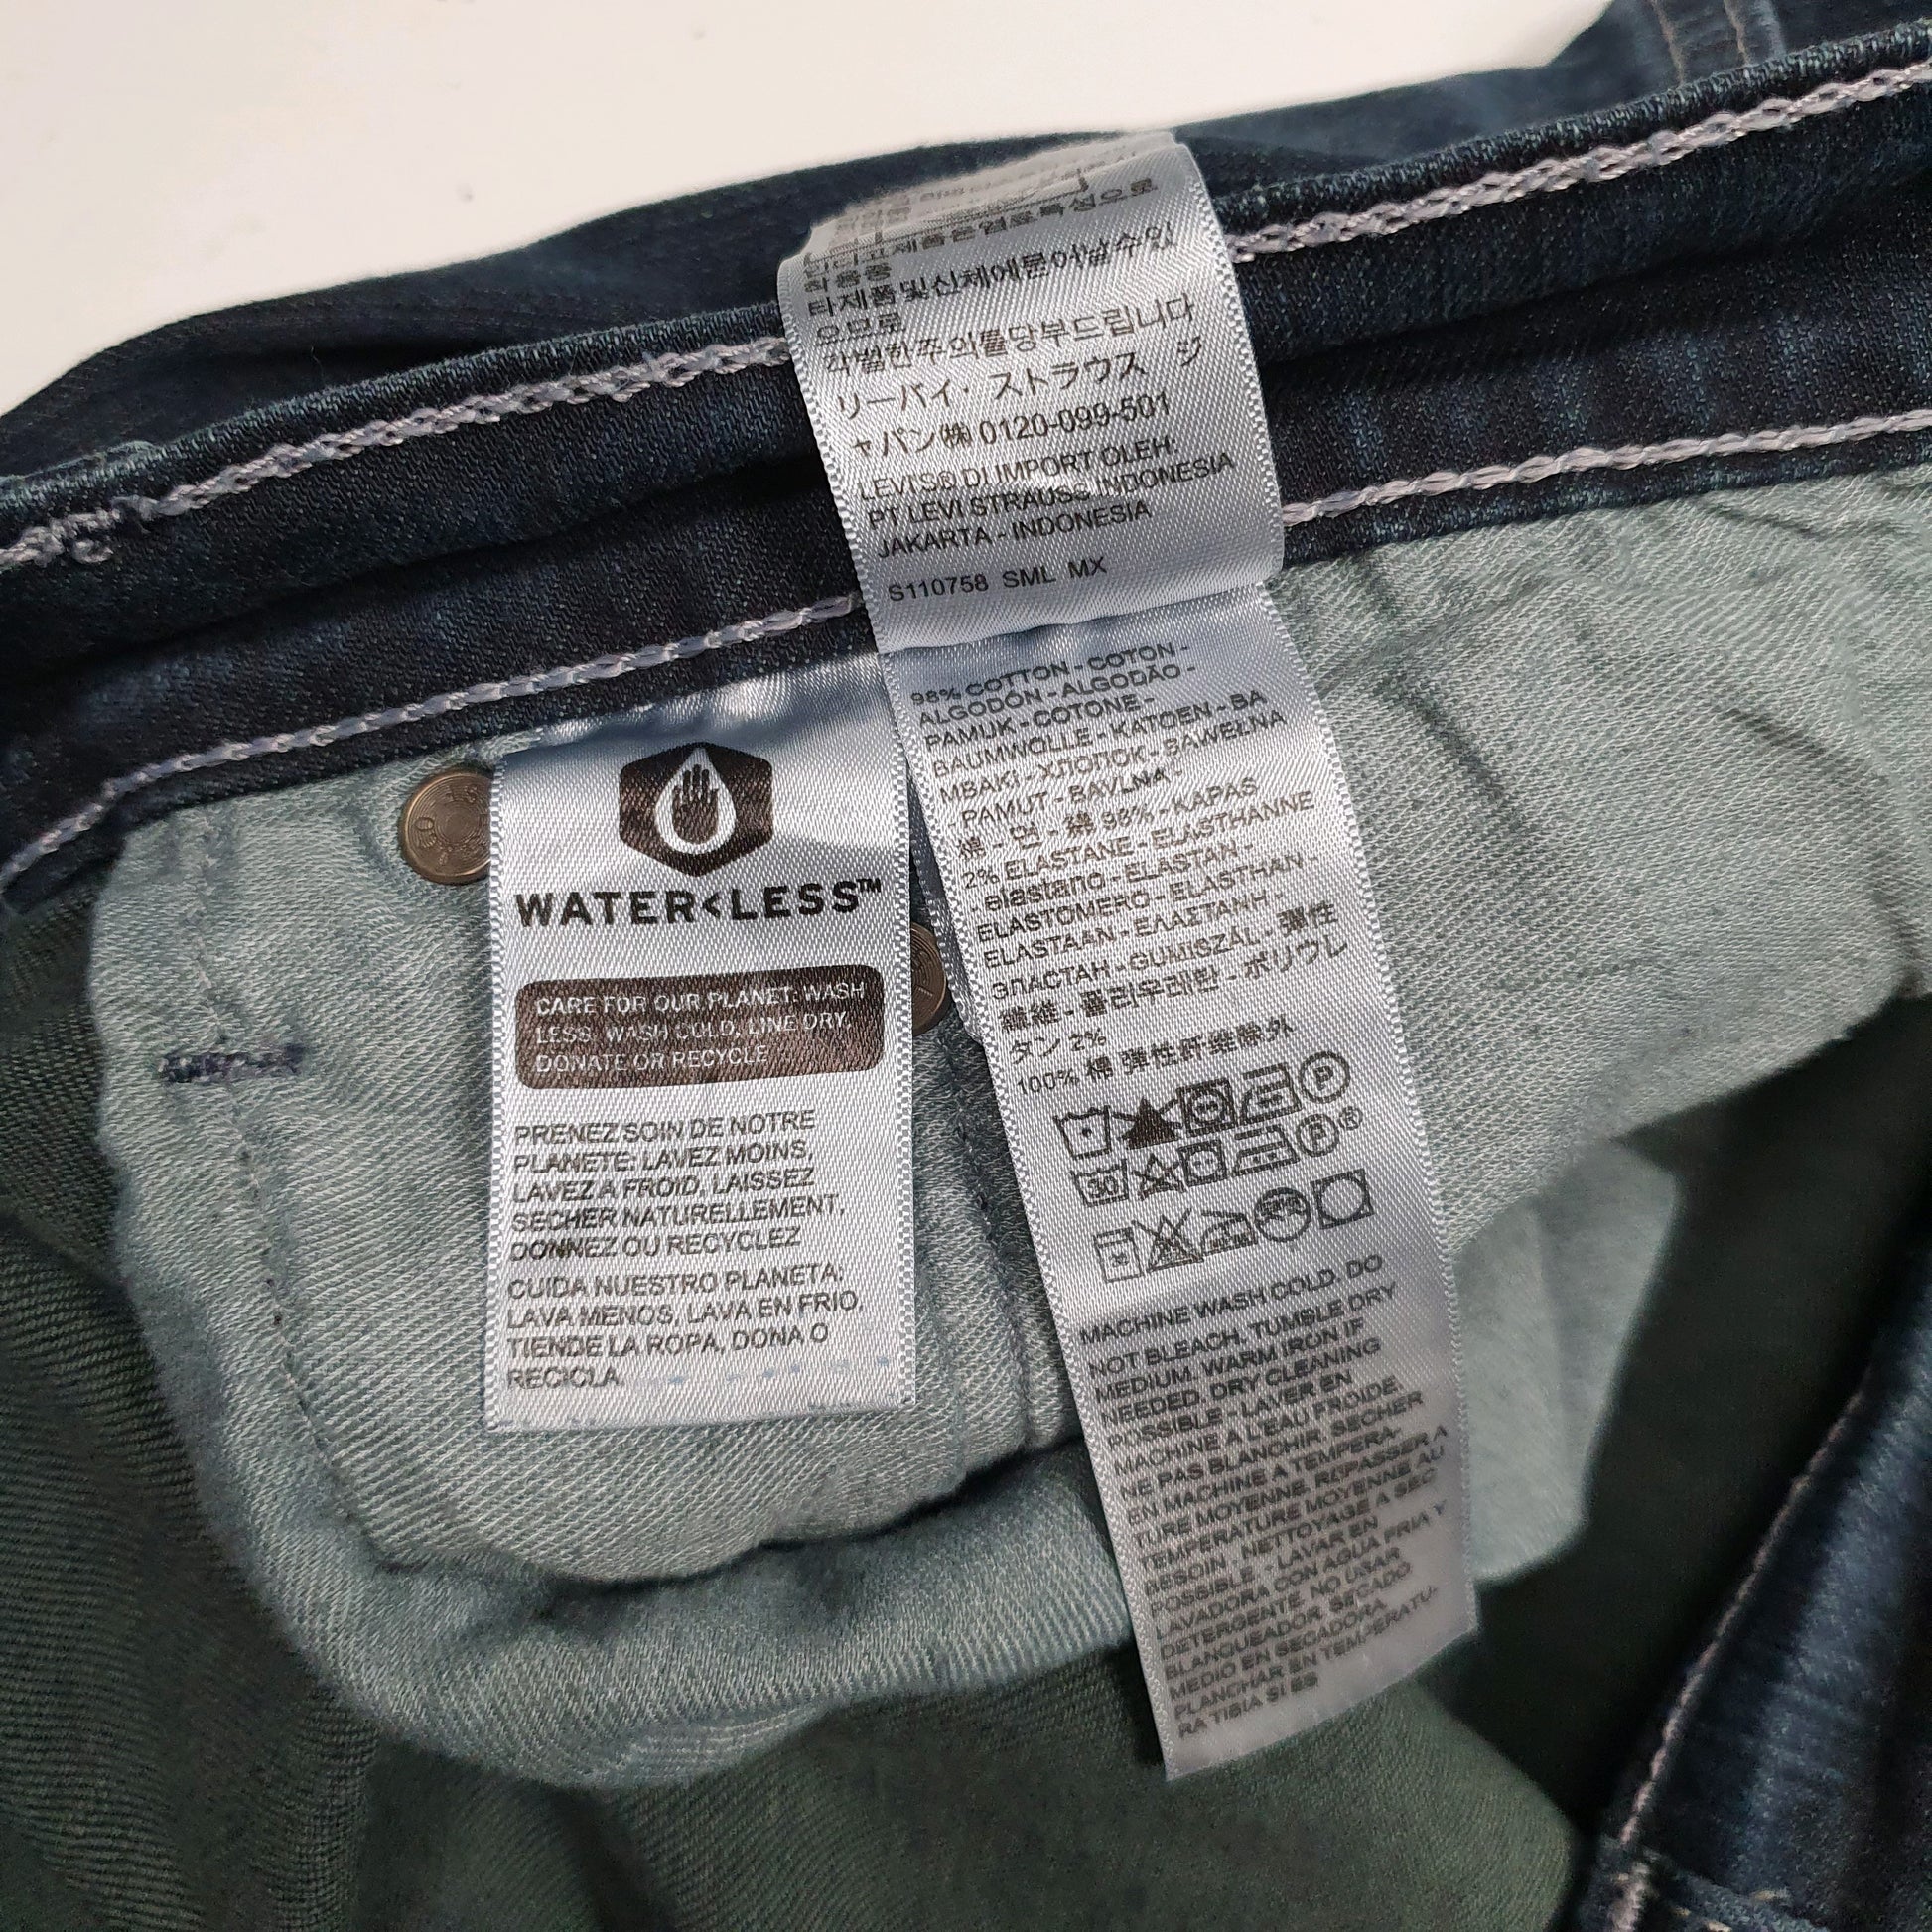 타제품및신체에묻어날수있
으므로
각별한주의를당부드립니다
リーバイ・ストラウス ジ
ャパン㈱ 0120-099-501
LEVI'S® DI IMPORT OLEH:
PT LEVI STRAUSS INDONESIA
JAKARTA - INDONESIA
S110758 SML MX
WATER<LESS™
CARE FOR OUR PLANET: WASH
LESS, WASH COLD, LINE DRY,
DONATE OR RECYCLE
PRENEZ SOIN DE NOTRE
PLANETE: LAVEZ MOINS,
LAVEZ A FROID, LAISSEZ
SECHER NATURELLEMENT,
DONNEZ OU RECYCLEZ
CUIDA NUESTRO PLANETA:
LAVA MENOS, LAVA EN FRIO,
TIENDE LA ROPA, DONA O
RECICLA
98% COTTON - COTON -
ALGODÓN - ALGODÃO -
PAMUK - COTONE -
BAUMWOLLE - KATOEN - BA
MBAKI - ХЛОПОК - BAWEŁNA
PAMUT - BAVLNA -
棉 - 면 - 綿 98% - KAPAS
2% ELASTANE - ELASTHANNE
- elastano - ELASTAN -
ELASTOMERO - ELASTHAN -
ELASTAAN - ΕΛΑΣΤΑΝΗ -
ЭЛАСТАН - GUMISZÁL - 弹性
纖維 - 폴리우레탄 - ポリウレ
タン 2%
100% 棉 弹性纤维除外
P
30 P ®
MACHINE WASH COLD. DO
NOT BLEACH. TUMBLE DRY
MEDIUM. WARM IRON IF
NEEDED. DRY CLEANING
POSSIBLE - LAVER EN
MACHINE A L'EAU FROIDE.
NE PAS BLANCHIR. SECHER
EN MACHINE A TEMPERA-
TURE MOYENNE. REPASSER A
TEMPERATURE MOYENNE AU
BESOIN. NETTOYAGE A SEC
POSSIBLE - LAVAR EN
LAVADORA CON AGUA FRIA Y
DETERGENTE. NO USAR
BLANQUEADOR. SECADO
MEDIO EN SECADORA.
PLANCHAR EN TEMPERATU-
RA TIBIA SI ES